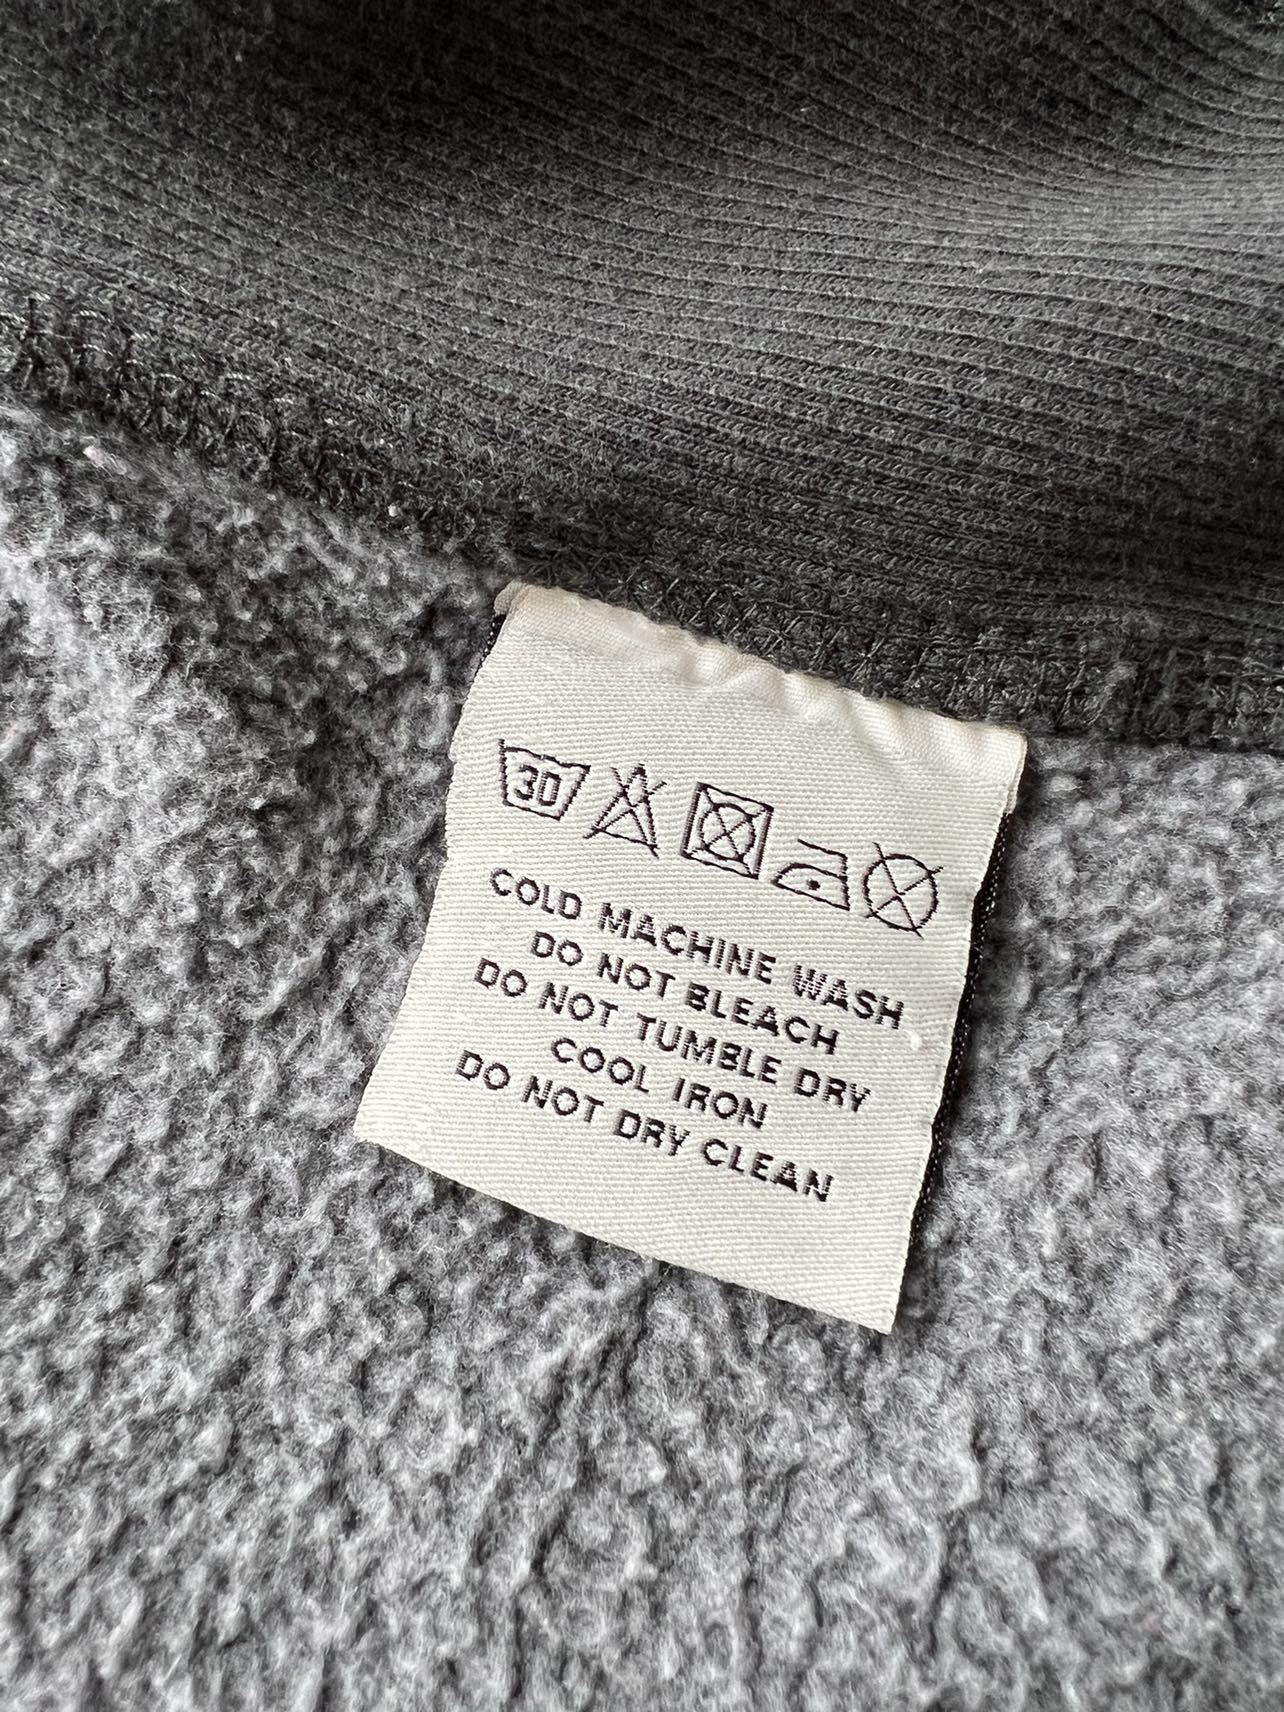 30
COLD MACHINE WASH
DO NOT BLEACH
DO NOT TUMBLE DRY
COOL IRON
DO NOT DRY CLEAN